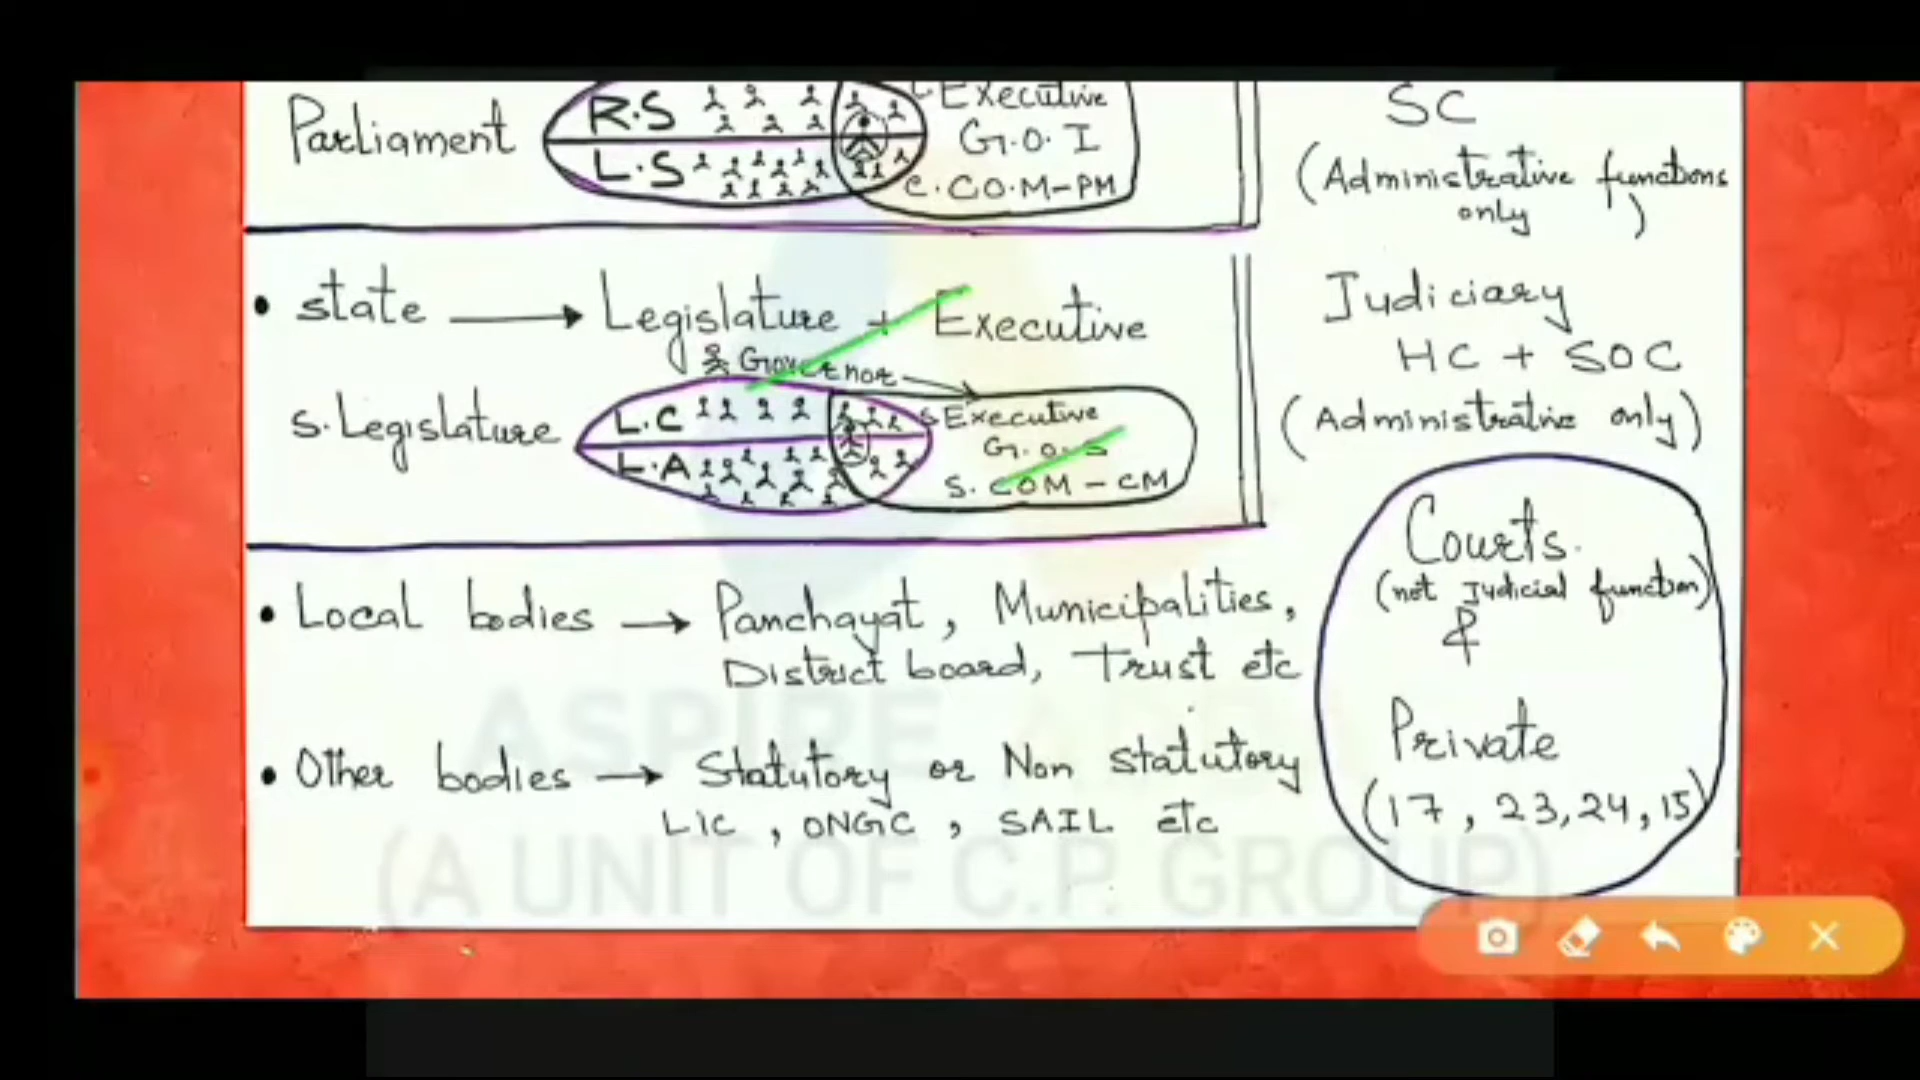 Parliament
R.S
L.S
Executive
G.O.I
C.CO.M-PM
SC
(Administrative functions
only
)
• state → Legislature + Executive
Governor
s.Legislature
L.C
L.A
S Executive
G.O.S
S. COM - CM
Judiciary
HC + SOC
(Administrative only)
• Local bodies → Panchayat, Municipalities,
District board, Trust etc
• Other bodies → Statutory or Non statutory
LIC, ONGC, SAIL etc
Courts.
(not Judicial function)
&
Private
(17, 23, 24, 15)
ASPIRE
(A UNIT OF C.P. GROUP)